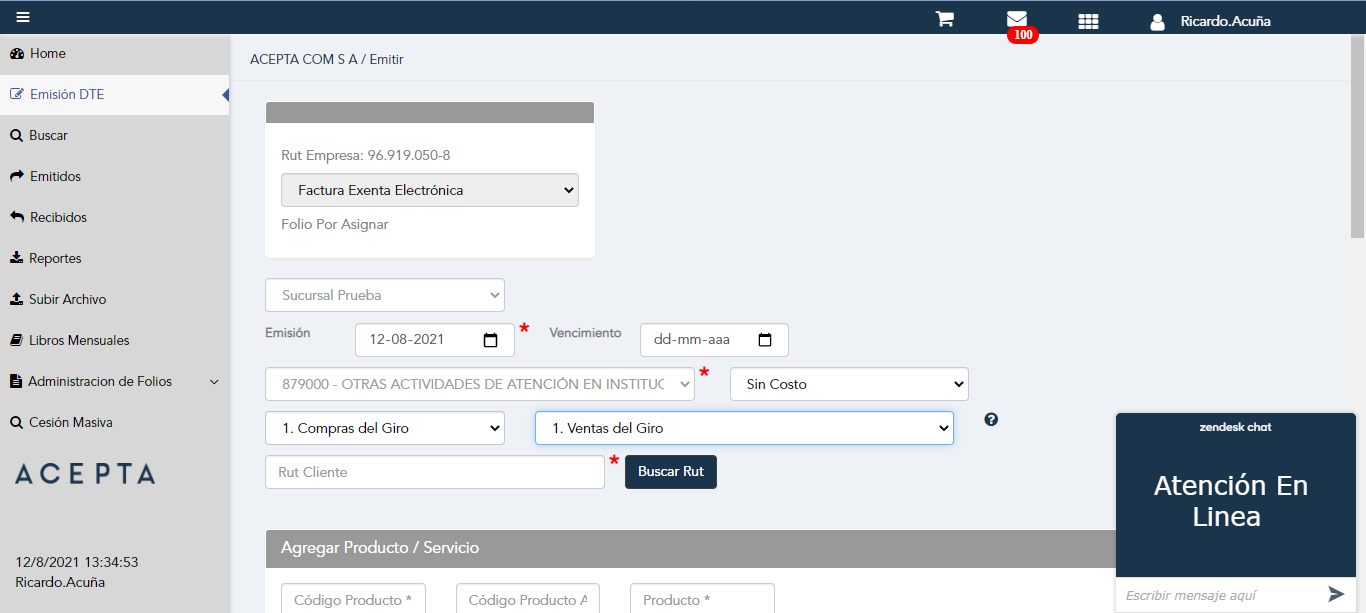 100
Ricardo.Acuña
Home
Emisión DTE
Buscar
Emitidos
Recibidos
Reportes
Subir Archivo
Libros Mensuales
Administracion de Folios
Cesión Masiva
ACEPTA
12/8/2021 13:34:53
Ricardo.Acuña
ACEPTA COM S A / Emitir
Rut Empresa: 96.919.050-8
Factura Exenta Electrónica
Folio Por Asignar
Sucursal Prueba
Emisión 12-08-2021 * Vencimiento dd-mm-aaa
879000 - OTRAS ACTIVIDADES DE ATENCIÓN EN INSTITUC * Sin Costo
1. Compras del Giro 1. Ventas del Giro ?
Rut Cliente * Buscar Rut
Agregar Producto / Servicio
Código Producto * Código Producto A Producto *
zendesk chat
Atención En
Linea
Escribir mensaje aquí